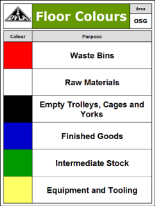 DVLA
Floor Colours
Area
OSG
Colour
Purpose
Waste Bins
Raw Materials
Empty Trolleys, Cages and
Yorks
Finished Goods
Intermediate Stock
Equipment and Tooling